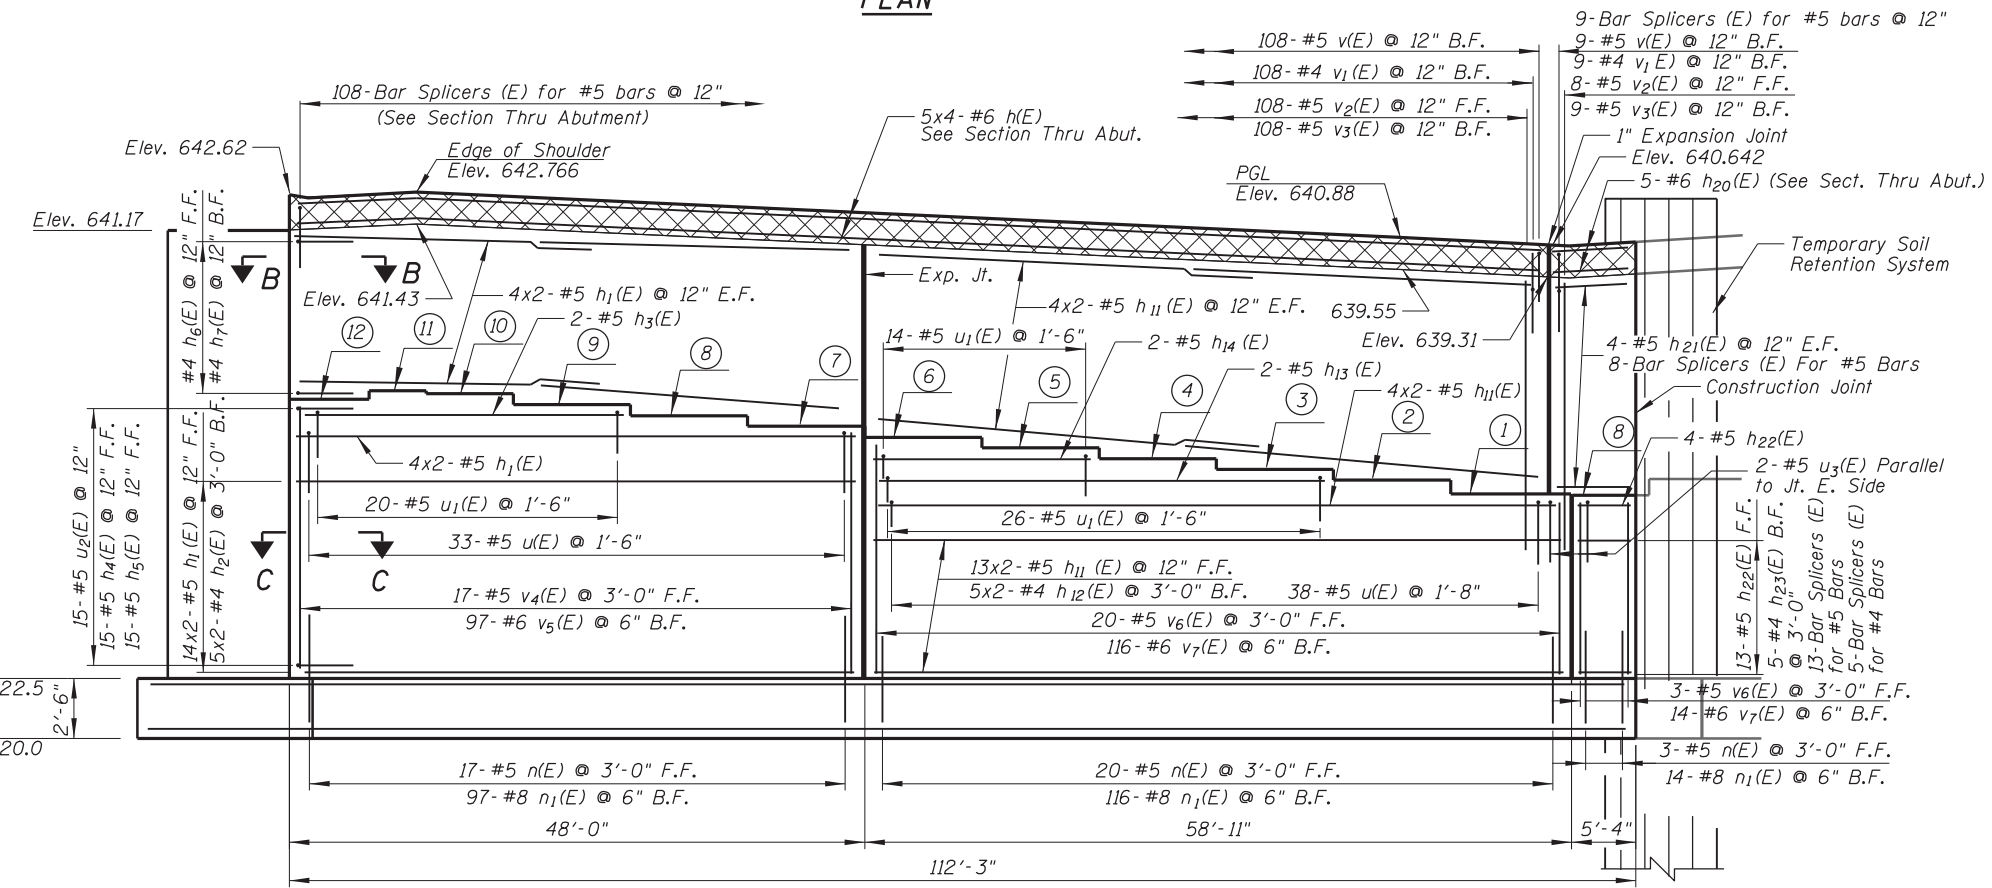 PLAN
9-Bar Splicers (E) for #5 bars @ 12"
108-#5 v(E) @ 12" B.F.
9-#5 v(E) @ 12" B.F.
108-#4 v1(E) @ 12" B.F.
9-#4 v1 E) @ 12" B.F.
8-#5 v2(E) @ 12" F.F.
108-#5 v2(E) @ 12" F.F.
108-#5 v3(E) @ 12" B.F.
9-#5 v3(E) @ 12" B.F.
108-Bar Splicers (E) for #5 bars @ 12"
(See Section Thru Abutment)
5x4-#6 h(E)
See Section Thru Abut.
1" Expansion Joint
Elev. 642.62
Edge of Shoulder
Elev. 642.766
Elev. 640.642
PGL
Elev. 640.88
5-#6 h20(E) (See Sect. Thru Abut.)
Elev. 641.17
Temporary Soil
Retention System
#4 h6(E) @ 12" F.F.
#4 h7(E) @ 12" B.F.
B
B
Exp. Jt.
Elev. 641.43
4x2-#5 h1(E) @ 12" E.F.
2-#5 h3(E)
4x2-#5 h11(E) @ 12" E.F.
639.55
Elev. 639.31
14-#5 u1(E) @ 1'-6"
2-#5 h14 (E)
2-#5 h13 (E)
4x2-#5 h11(E)
4-#5 h21(E) @ 12" E.F.
8-Bar Splicers (E) For #5 Bars
Construction Joint
12
11
10
9
8
7
6
5
4
3
2
1
8
4-#5 h22(E)
2-#5 u3(E) Parallel
to Jt. E. Side
4x2-#5 h1(E)
20-#5 u1(E) @ 1'-6"
26-#5 u1(E) @ 1'-6"
33-#5 u(E) @ 1'-6"
C
C
15-#5 u2(E) @ 12"
15-#5 h4(E) @ 12" F.F.
15-#5 h5(E) @ 12" F.F.
14x2-#5 h1(E) @ 12" F.F.
5x2-#4 h2(E) @ 3'-0" B.F.
13x2-#5 h11 (E) @ 12" F.F.
5x2-#4 h12(E) @ 3'-0" B.F.
38-#5 u(E) @ 1'-8"
17-#5 v4(E) @ 3'-0" F.F.
97-#6 v5(E) @ 6" B.F.
20-#5 v6(E) @ 3'-0" F.F.
116-#6 v7(E) @ 6" B.F.
13-#5 h22(E) F.F.
5-#4 h23(E) B.F.
@ 3'-0"
13-Bar Splicers (E)
for #5 Bars
5-Bar Splicers (E)
for #4 Bars
22.5
2'-6"
20.0
3-#5 v6(E) @ 3'-0" F.F.
14-#6 v7(E) @ 6" B.F.
17-#5 n(E) @ 3'-0" F.F.
97-#8 n1(E) @ 6" B.F.
20-#5 n(E) @ 3'-0" F.F.
116-#8 n1(E) @ 6" B.F.
3-#5 n(E) @ 3'-0" F.F.
14-#8 n1(E) @ 6" B.F.
48'-0"
58'-11"
5'-4"
112'-3"